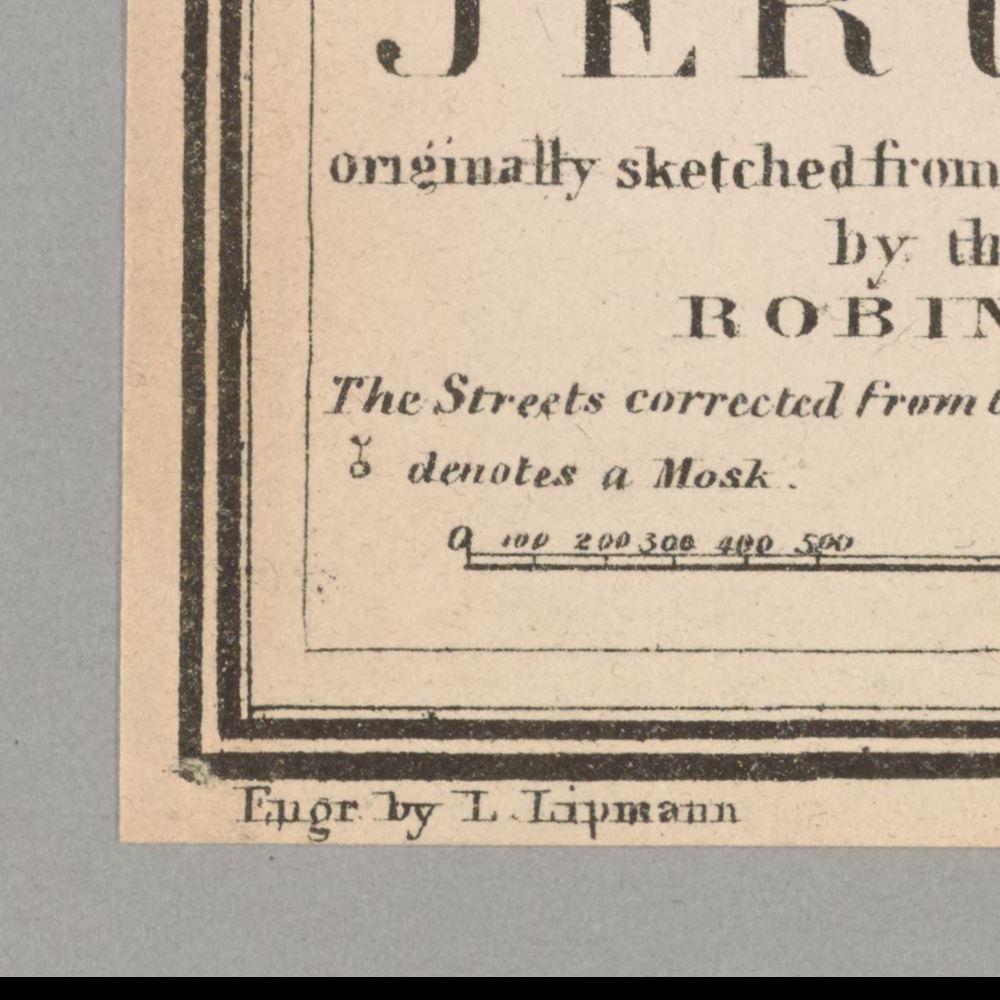 JERU
originally sketched from
by th
ROBIN
The Streets corrected from t
denotes a Mosk.
0 100 200 300 400 500
Engr by L. Lipmann